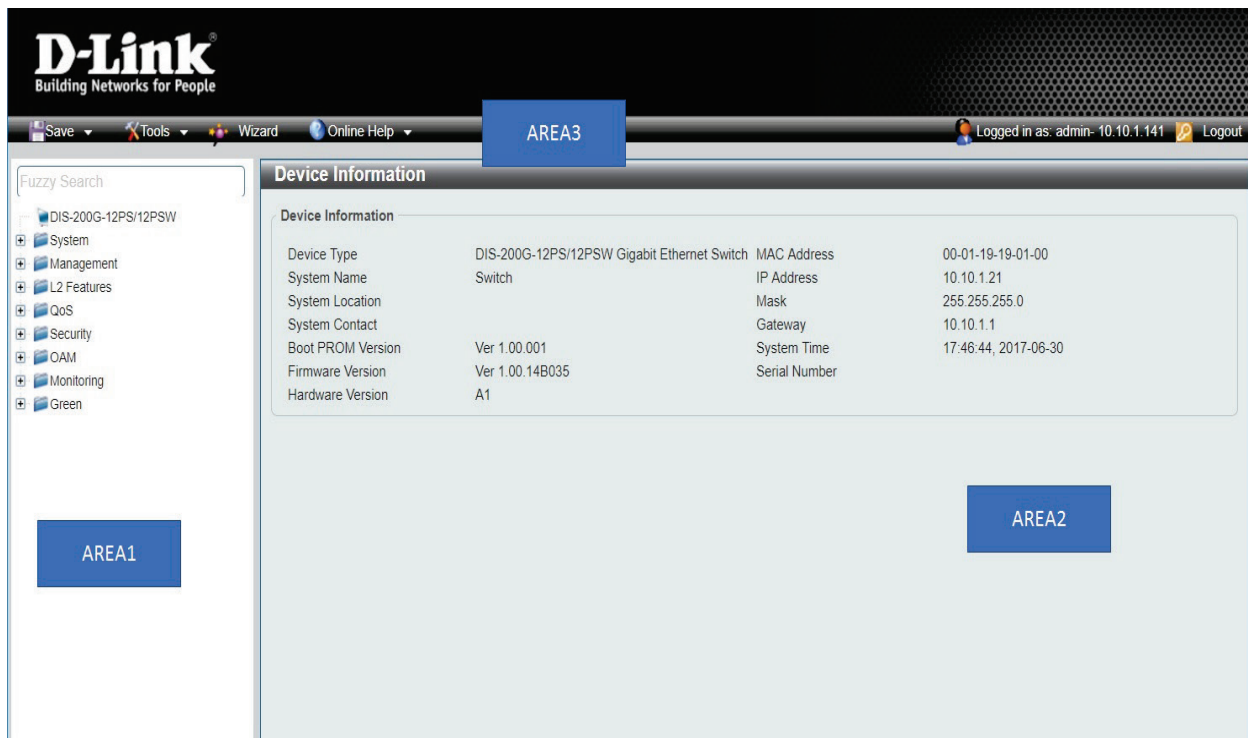 D-Link®
Building Networks for People
Save Tools Wizard Online Help AREA3 Logged in as: admin- 10.10.1.141 Logout
Fuzzy Search
DIS-200G-12PS/12PSW
System
Management
L2 Features
QoS
Security
OAM
Monitoring
Green
AREA1
Device Information
Device Information
Device Type DIS-200G-12PS/12PSW Gigabit Ethernet Switch MAC Address 00-01-19-19-01-00
System Name Switch IP Address 10.10.1.21
System Location Mask 255.255.255.0
System Contact Gateway 10.10.1.1
Boot PROM Version Ver 1.00.001 System Time 17:46:44, 2017-06-30
Firmware Version Ver 1.00.14B035 Serial Number
Hardware Version A1
AREA2